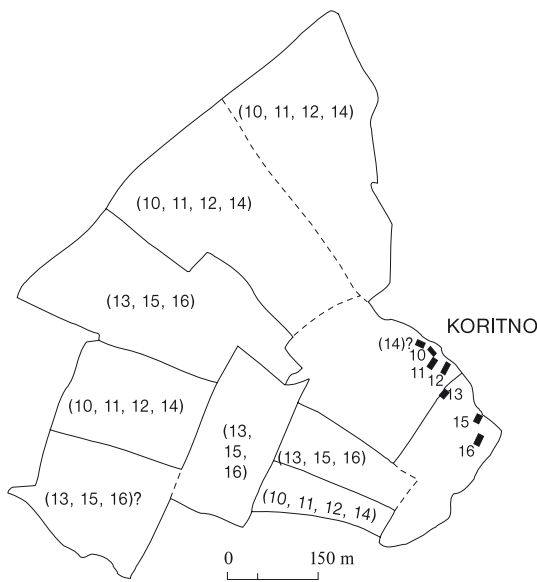 (10, 11, 12, 14)
(10, 11, 12, 14)
(13, 15, 16)
KORITNO
(14)?
10
11
12
13
15
16
(10, 11, 12, 14)
(13,
15,
16)
(13, 15, 16)
(13, 15, 16)?
(10, 11, 12, 14)
0 150 m